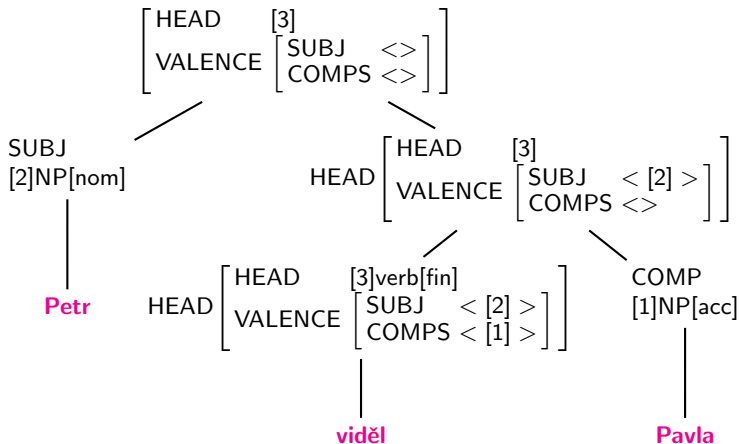 HEAD [3]
VALENCE [SUBJ <>
COMPS <>]
SUBJ
[2]NP[nom]
HEAD [HEAD [3]
VALENCE [SUBJ < [2] >
COMPS <>]]
Petr
HEAD [HEAD [3]verb[fin]
VALENCE [SUBJ < [2] >
COMPS < [1] >]]
COMP
[1]NP[acc]
viděl
Pavla